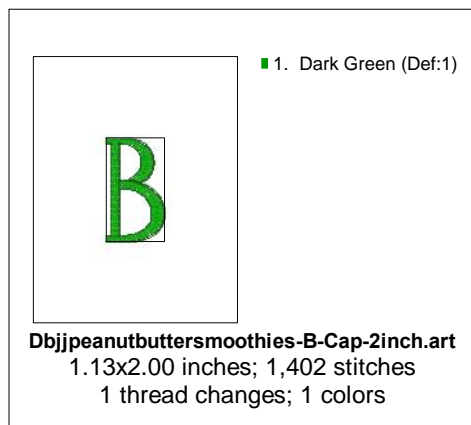 1. Dark Green (Def:1)
B
Dbjjpeanutbuttersmoothies-B-Cap-2inch.art
1.13x2.00 inches; 1,402 stitches
1 thread changes; 1 colors